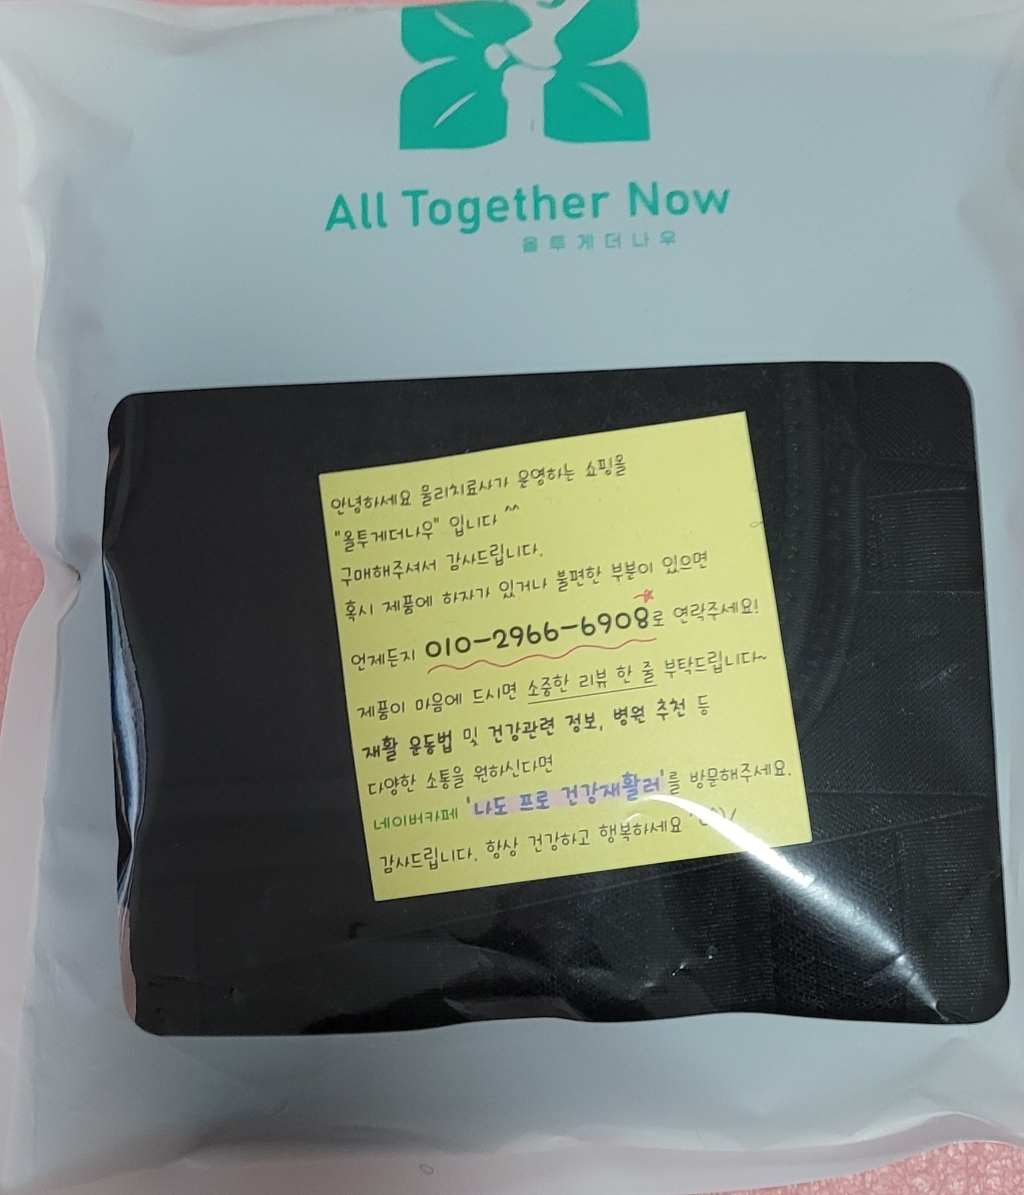 All Together Now
올투게더나우
안녕하세요 물리치료사가 운영하는 쇼핑몰
"올투게더나우" 입니다 ^^
구매해주셔서 감사드립니다.
혹시 제품에 하자가 있거나 불편한 부분이 있으면
언제든지 010-2966-6908로 연락주세요!
제품이 마음에 드시면 소중한 리뷰 한 줄 부탁드립니다~
재활 운동법 및 건강관련 정보, 병원 추천 등
다양한 소통을 원하신다면
네이버카페 '나도 프로 건강재활러'를 방문해주세요.
감사드립니다. 항상 건강하고 행복하세요